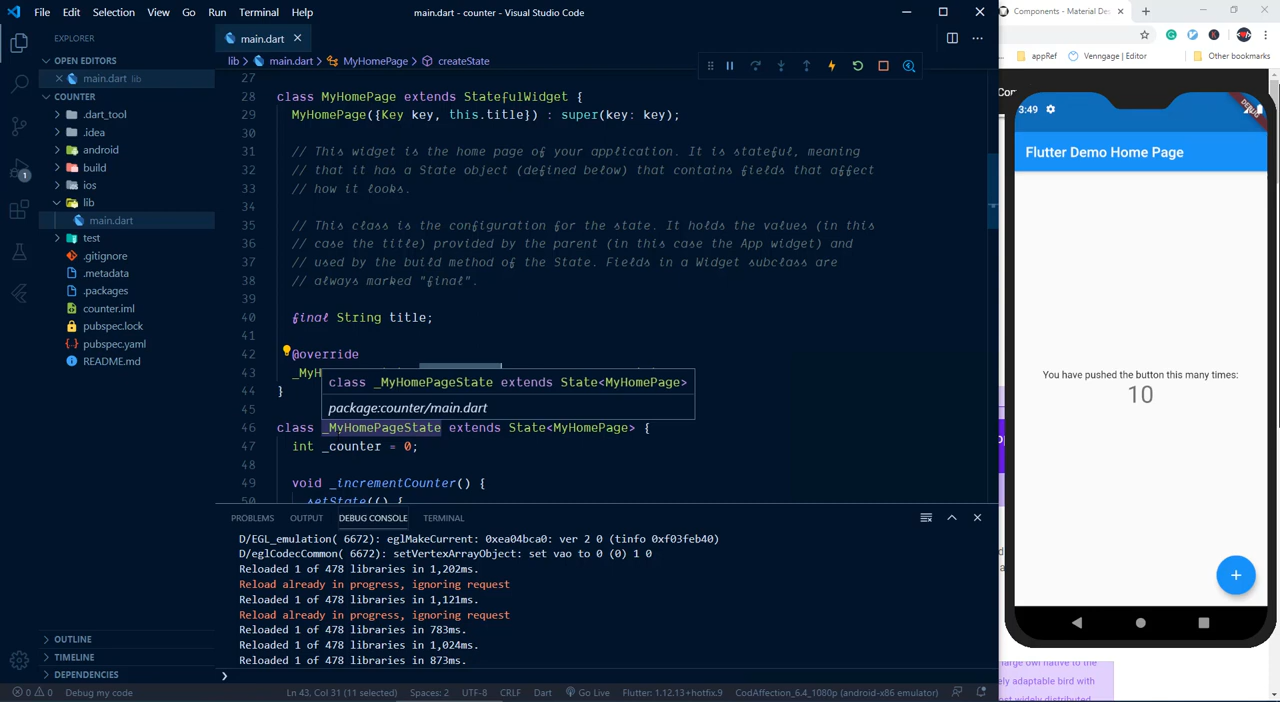 File Edit Selection View Go Run Terminal Help
main.dart - counter - Visual Studio Code
EXPLORER
OPEN EDITORS
main.dart lib
COUNTER
.dart_tool
.idea
android
build
ios
lib
main.dart
test
.gitignore
.metadata
.packages
counter.iml
pubspec.lock
pubspec.yaml
README.md
OUTLINE
TIMELINE
DEPENDENCIES
1
main.dart
lib > main.dart > MyHomePage > createState
27
28 class MyHomePage extends StatefulWidget {
29 MyHomePage({Key key, this.title}) : super(key: key);
30
31 // This widget is the home page of your application. It is stateful, meaning
32 // that it has a State object (defined below) that contains fields that affect
33 // how it looks.
34
35 // This class is the configuration for the state. It holds the values (in this
36 // case the title) provided by the parent (in this case the App widget) and
37 // used by the build method of the State. Fields in a Widget subclass are
38 // always marked "final".
39
40 final String title;
41
42 @override
43 _MyH
class _MyHomePageState extends State<MyHomePage>
package:counter/main.dart
44 }
45
46 class _MyHomePageState extends State<MyHomePage> {
47 int _counter = 0;
48
49 void _incrementCounter() {
50 setState(() {
PROBLEMS OUTPUT DEBUG CONSOLE TERMINAL
D/EGL_emulation( 6672): eglMakeCurrent: 0xea04bca0: ver 2 0 (tinfo 0xf03feb40)
D/eglCodecCommon( 6672): setVertexArrayObject: set vao to 0 (0) 1 0
Reloaded 1 of 478 libraries in 1,202ms.
Reload already in progress, ignoring request
Reloaded 1 of 478 libraries in 1,121ms.
Reload already in progress, ignoring request
Reloaded 1 of 478 libraries in 783ms.
Reloaded 1 of 478 libraries in 1,024ms.
Reloaded 1 of 478 libraries in 873ms.
0 0 0 Debug my code
Ln 43, Col 31 (11 selected) Spaces: 2 UTF-8 CRLF Dart Go Live Flutter: 1.12.13+hotfix.9 CodAffection_6.4_1080p (android-x86 emulator)
Components - Material De
appRef Venngage | Editor Other bookmarks
Cor
3:49
DEBUG
Flutter Demo Home Page
You have pushed the button this many times:
10
+
large owl native to the
ely adaptable bird with
ost widely distributed